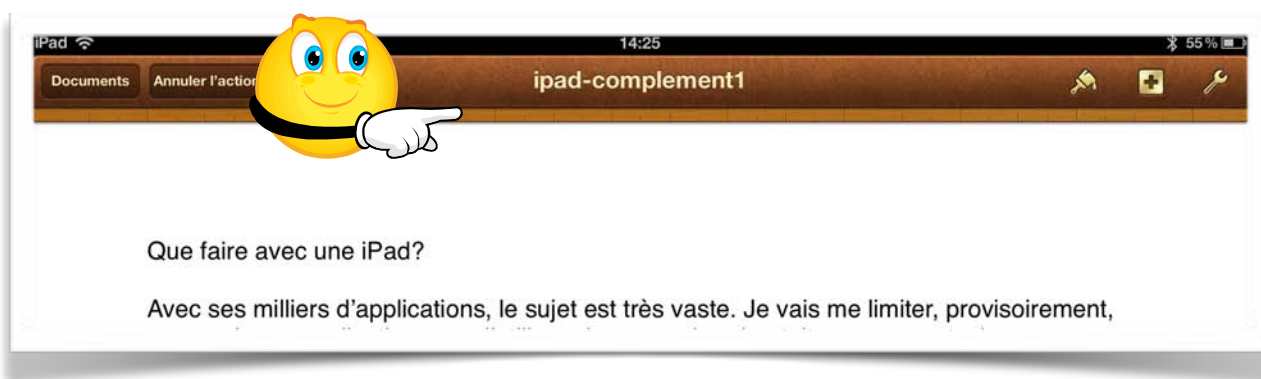 iPad 14:25 55 %
Documents Annuler l'action ipad-complement1
Que faire avec une iPad?
Avec ses milliers d'applications, le sujet est très vaste. Je vais me limiter, provisoirement,